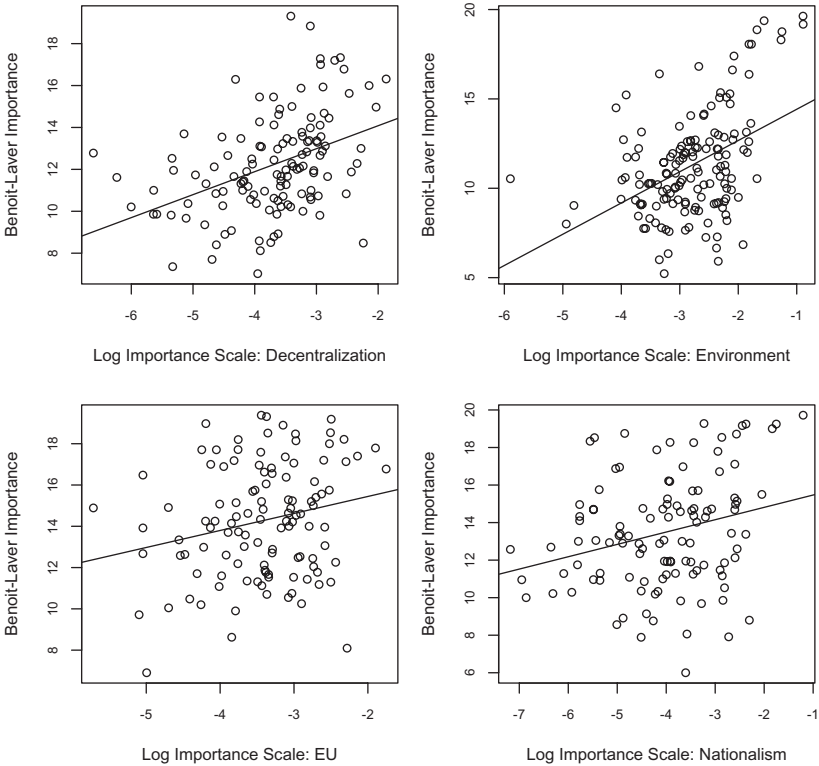 Benoit-Laver Importance
8 10 12 14 16 18
-6 -5 -4 -3 -2
Log Importance Scale: Decentralization
Benoit-Laver Importance
5 10 15 20
-6 -5 -4 -3 -2 -1
Log Importance Scale: Environment
Benoit-Laver Importance
8 10 12 14 16 18
-5 -4 -3 -2
Log Importance Scale: EU
Benoit-Laver Importance
6 8 10 12 14 16 18 20
-7 -6 -5 -4 -3 -2 -1
Log Importance Scale: Nationalism